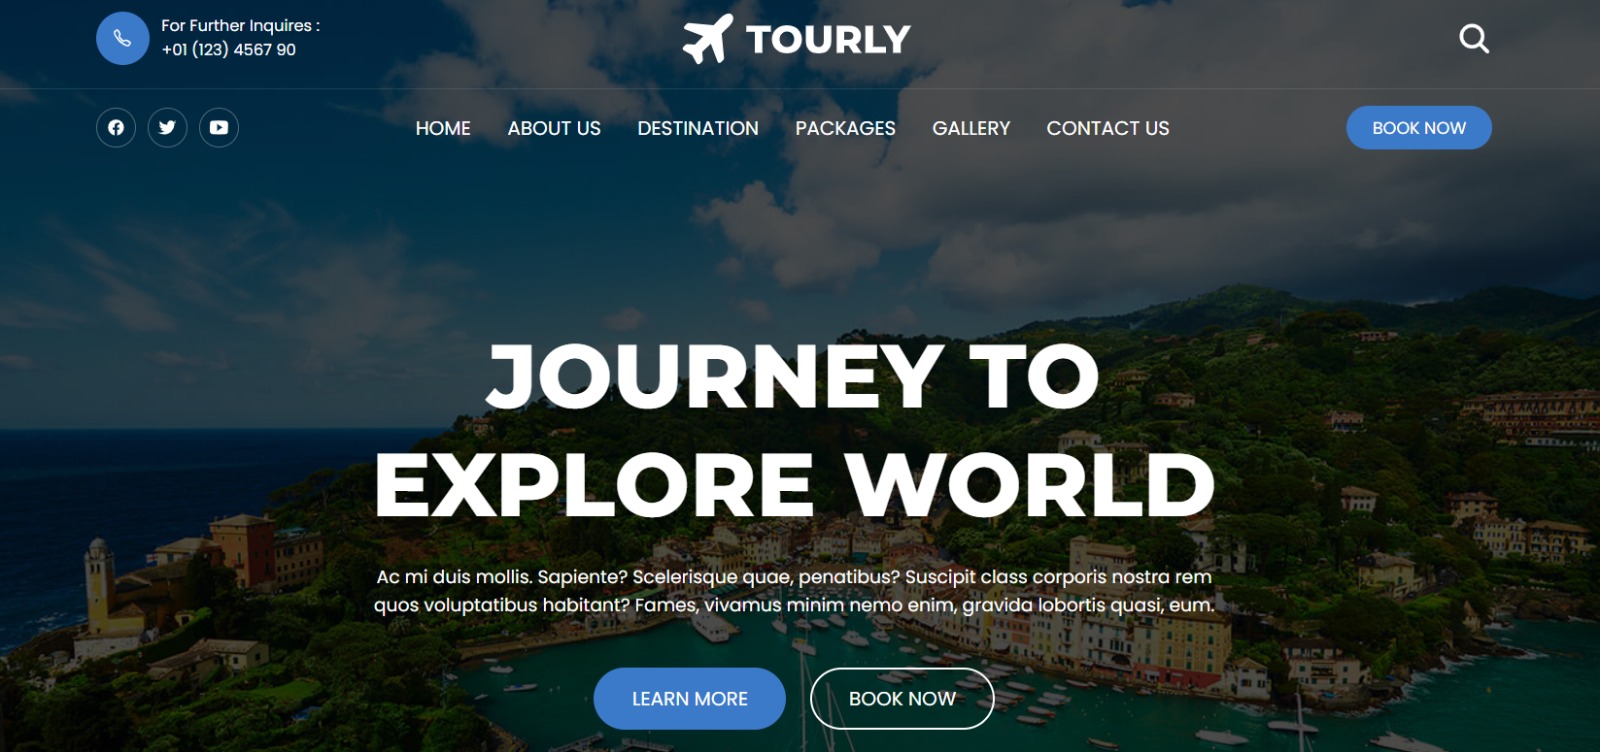 For Further Inquires :
+01 (123) 4567 90
TOURLY
HOME
ABOUT US
DESTINATION
PACKAGES
GALLERY
CONTACT US
BOOK NOW
JOURNEY TO
EXPLORE WORLD
Ac mi duis mollis. Sapiente? Scelerisque quae, penatibus? Suscipit class corporis nostra rem
quos voluptatibus habitant? Fames, vivamus minim nemo enim, gravida lobortis quasi, eum.
LEARN MORE
BOOK NOW